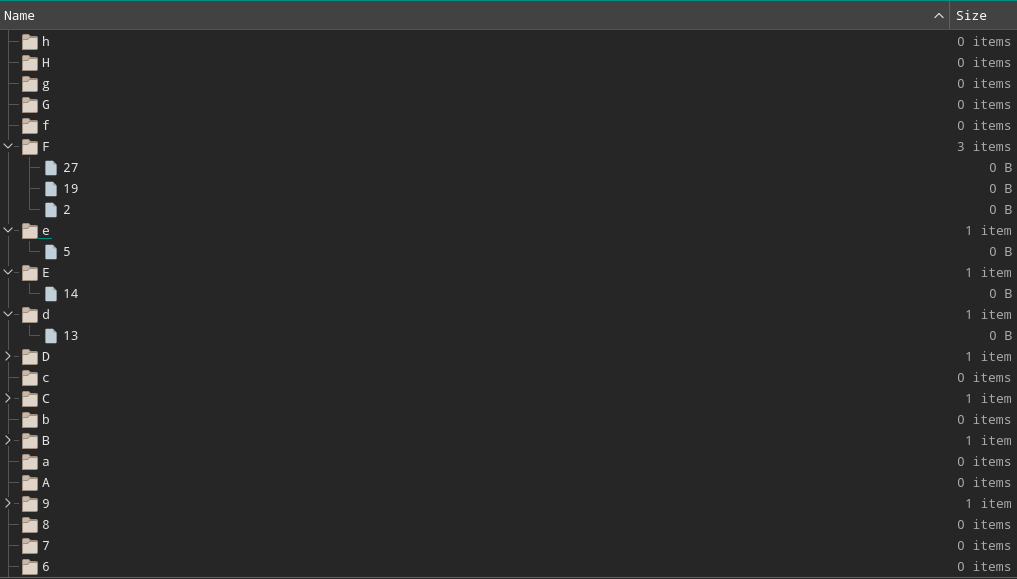 Name Size
h 0 items
H 0 items
g 0 items
G 0 items
f 0 items
F 3 items
27 0 B
19 0 B
2 0 B
e 1 item
5 0 B
E 1 item
14 0 B
d 1 item
13 0 B
D 1 item
c 0 items
C 1 item
b 0 items
B 1 item
a 0 items
A 0 items
9 1 item
8 0 items
7 0 items
6 0 items